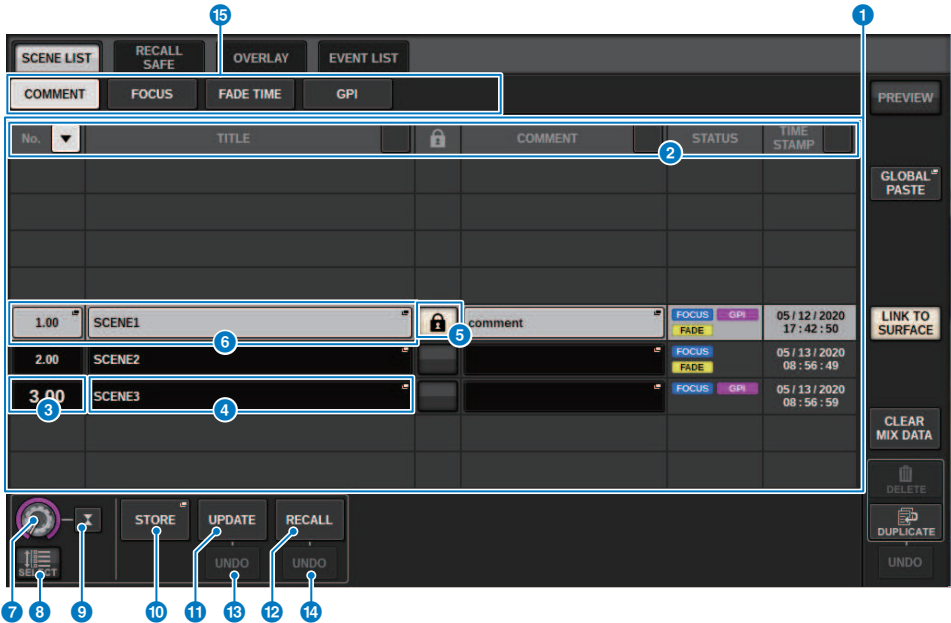 15 1
SCENE LIST RECALL SAFE OVERLAY EVENT LIST
COMMENT FOCUS FADE TIME GPI PREVIEW
No. TITLE COMMENT STATUS TIME STAMP
2
GLOBAL PASTE
1.00 SCENE1 comment FOCUS GPI FADE 05 / 12 / 2020 17 : 42 : 50 LINK TO SURFACE
6 5
2.00 SCENE2 FOCUS FADE 05 / 13 / 2020 08 : 56 : 49
3.00 SCENE3 FOCUS GPI 05 / 13 / 2020 08 : 56 : 59
3 4
CLEAR MIX DATA
DELETE
STORE UPDATE RECALL DUPLICATE
SELECT UNDO UNDO UNDO
7 8 9 10 11 13 12 14